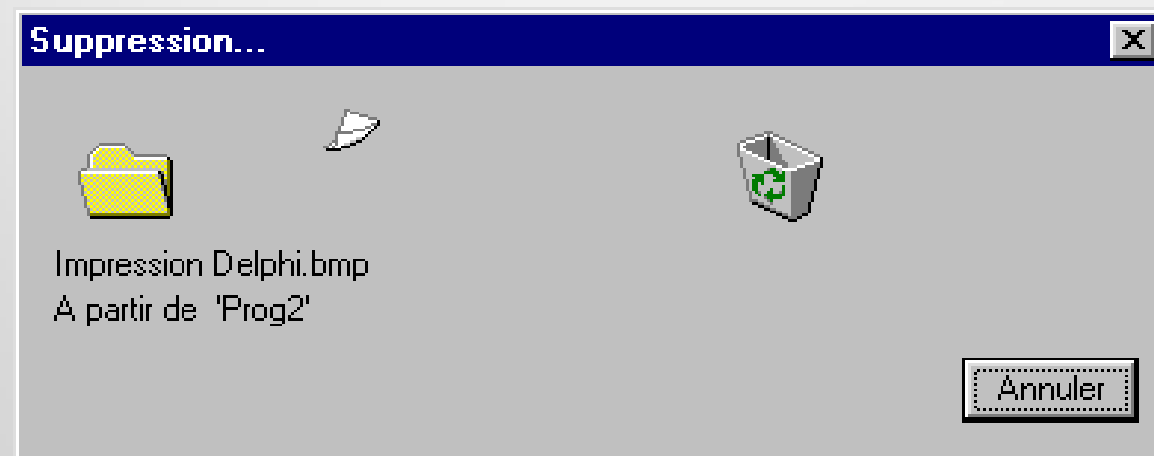 Suppression...
Impression Delphi.bmp
A partir de 'Prog2'
Annuler